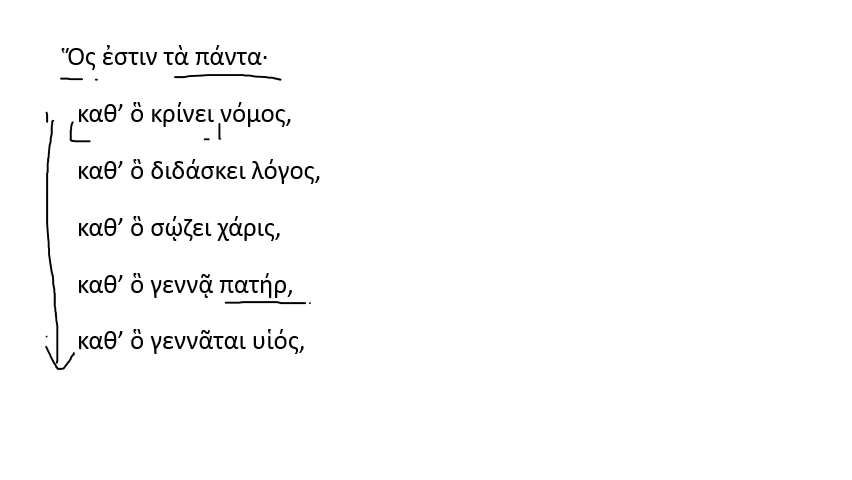 Ὅς ἐστιν τὰ πάντα·
καθ’ ὃ κρίνει νόμος,
καθ’ ὃ διδάσκει λόγος,
καθ’ ὃ σῴζει χάρις,
καθ’ ὃ γεννᾷ πατήρ,
καθ’ ὃ γεννᾶται υἱός,